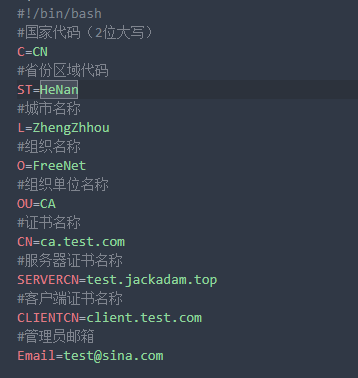 #!/bin/bash
#国家代码（2位大写）
C=CN
#省份区域代码
ST=HeNan
#城市名称
L=ZhengZhhou
#组织名称
O=FreeNet
#组织单位名称
OU=CA
#证书名称
CN=ca.test.com
#服务器证书名称
SERVERCN=test.jackadam.top
#客户端证书名称
CLIENTCN=client.test.com
#管理员邮箱
Email=test@sina.com